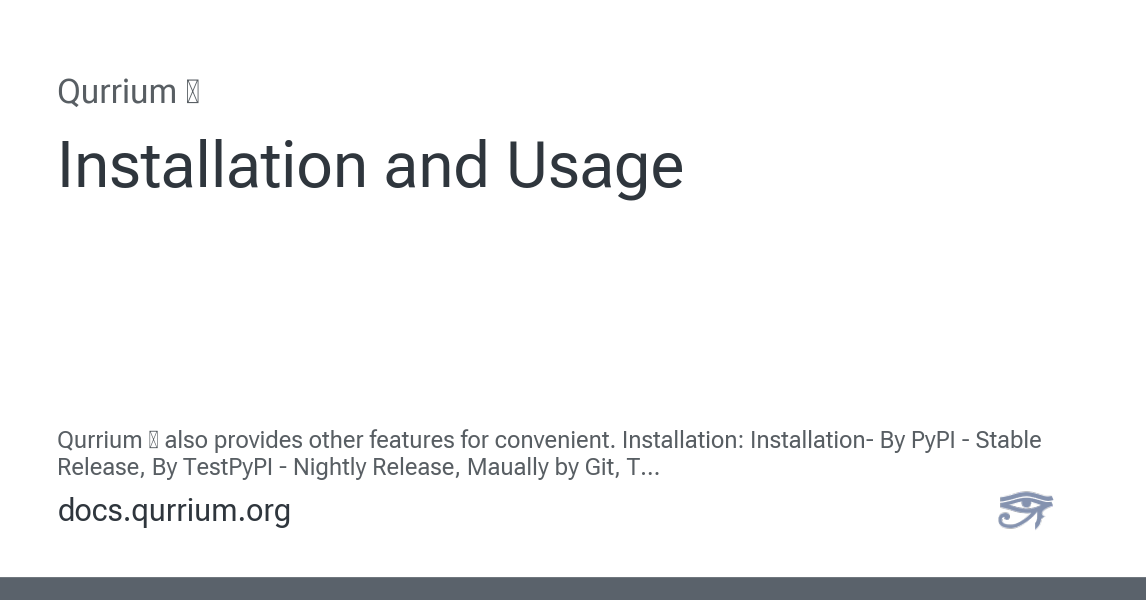 Qurrium
Installation and Usage
Qurrium also provides other features for convenient. Installation: Installation- By PyPI - Stable
Release, By TestPyPI - Nightly Release, Maually by Git, T...
docs.qurrium.org